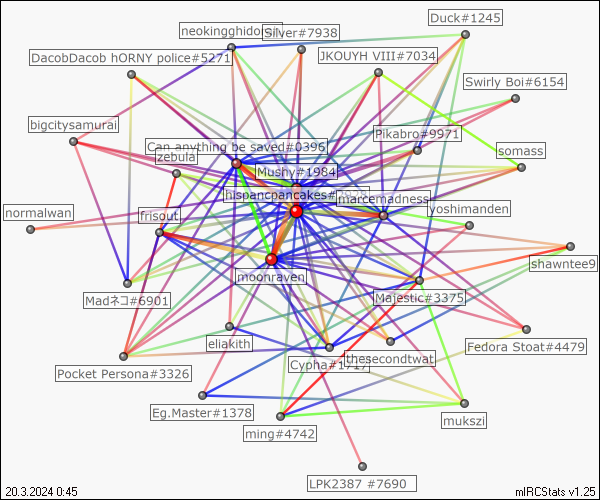 Duck#1245
neokingghidorah
Silver#7938
DacobDacob hORNY police#5271
JKOUYH VIII#7034
Swirly Boi#6154
bigcitysamurai
Pikabro#9971
Can anything be saved#0396
somass
zebula
Mushy#1984
hispancpancakes#
marcemadness
normalwan
frisout
yoshimanden
shawntee9
moonraven
Majestic#3375
Madネコ#6901
eliakith
Fedora Stoat#4479
Cypha#1717
thesecondtwat
Pocket Persona#3326
Eg.Master#1378
mukszi
ming#4742
LPK2387 #7690
20.3.2024 0:45
mIRCStats v1.25